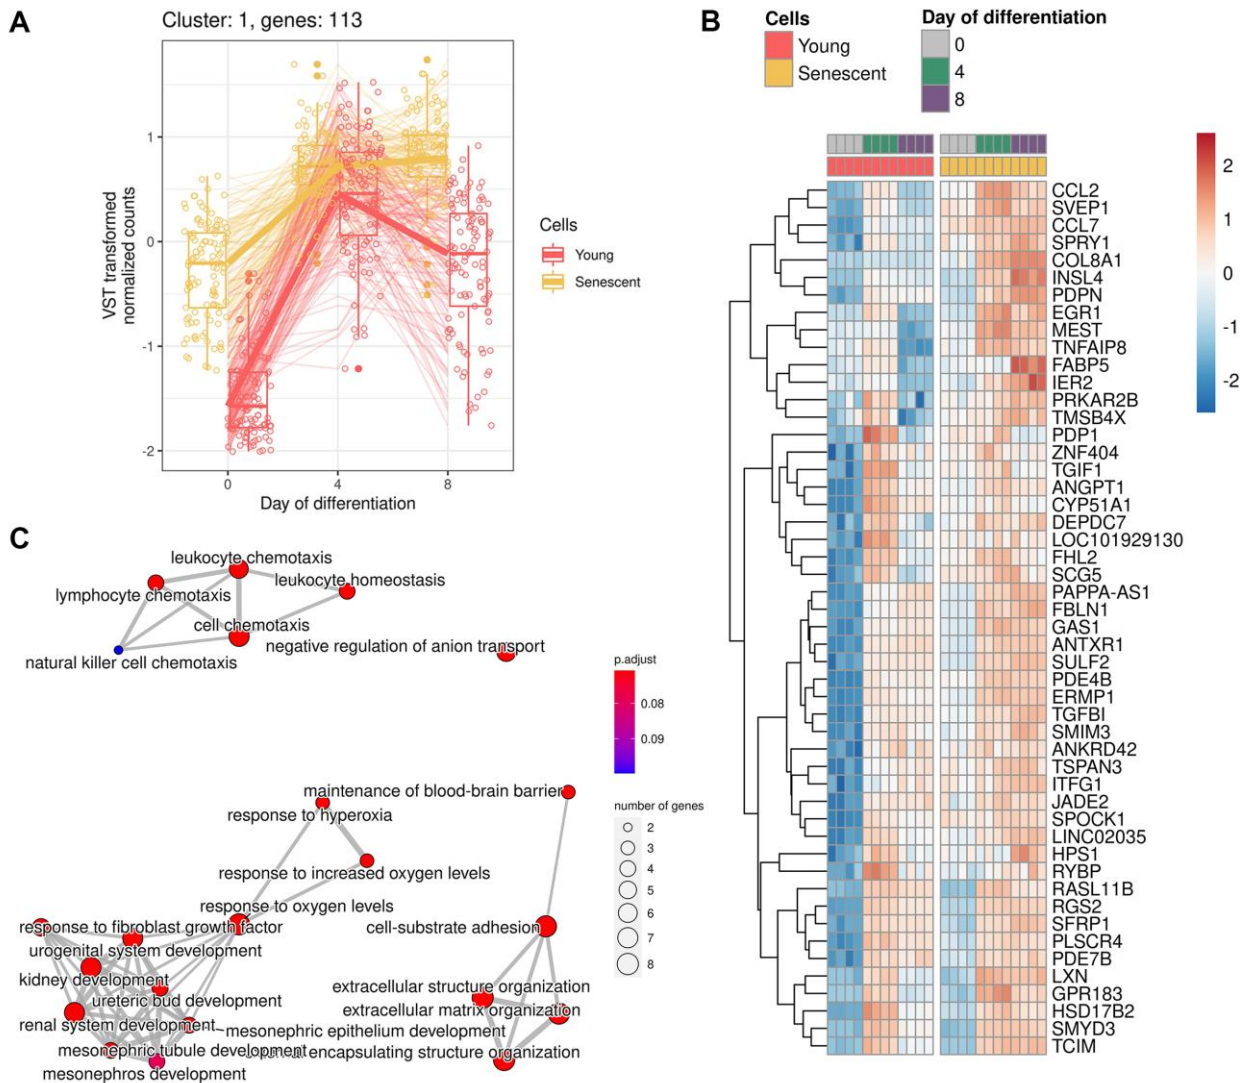 A
Cluster: 1, genes: 113
VST transformed
normalized counts
1
0
-1
-2
0
4
8
Day of differentiation
Cells
Young
Senescent
B
Cells
Young
Senescent
Day of differentiation
0
4
8
2
1
0
-1
-2
CCL2
SVEP1
CCL7
SPRY1
COL8A1
INSL4
PDPN
EGR1
MEST
TNFAIP8
FABP5
IER2
PRKAR2B
TMSB4X
PDP1
ZNF404
TGIF1
ANGPT1
CYP51A1
DEPDC7
LOC101929130
FHL2
SCG5
PAPPA-AS1
FBLN1
GAS1
ANTXR1
SULF2
PDE4B
ERMP1
TGFBI
SMIM3
ANKRD42
TSPAN3
ITFG1
JADE2
SPOCK1
LINC02035
HPS1
RYBP
RASL11B
RGS2
SFRP1
PLSCR4
PDE7B
LXN
GPR183
HSD17B2
SMYD3
TCIM
C
leukocyte chemotaxis
leukocyte homeostasis
lymphocyte chemotaxis
cell chemotaxis
negative regulation of anion transport
natural killer cell chemotaxis
maintenance of blood-brain barrier
response to hyperoxia
response to increased oxygen levels
response to oxygen levels
response to fibroblast growth factor
cell-substrate adhesion
urogenital system development
kidney development
extracellular structure organization
ureteric bud development
extracellular matrix organization
renal system development
mesonephric epithelium development
mesonephric tubule development
encapsulating structure organization
mesonephros development
p.adjust
0.08
0.09
number of genes
2
3
4
5
6
7
8